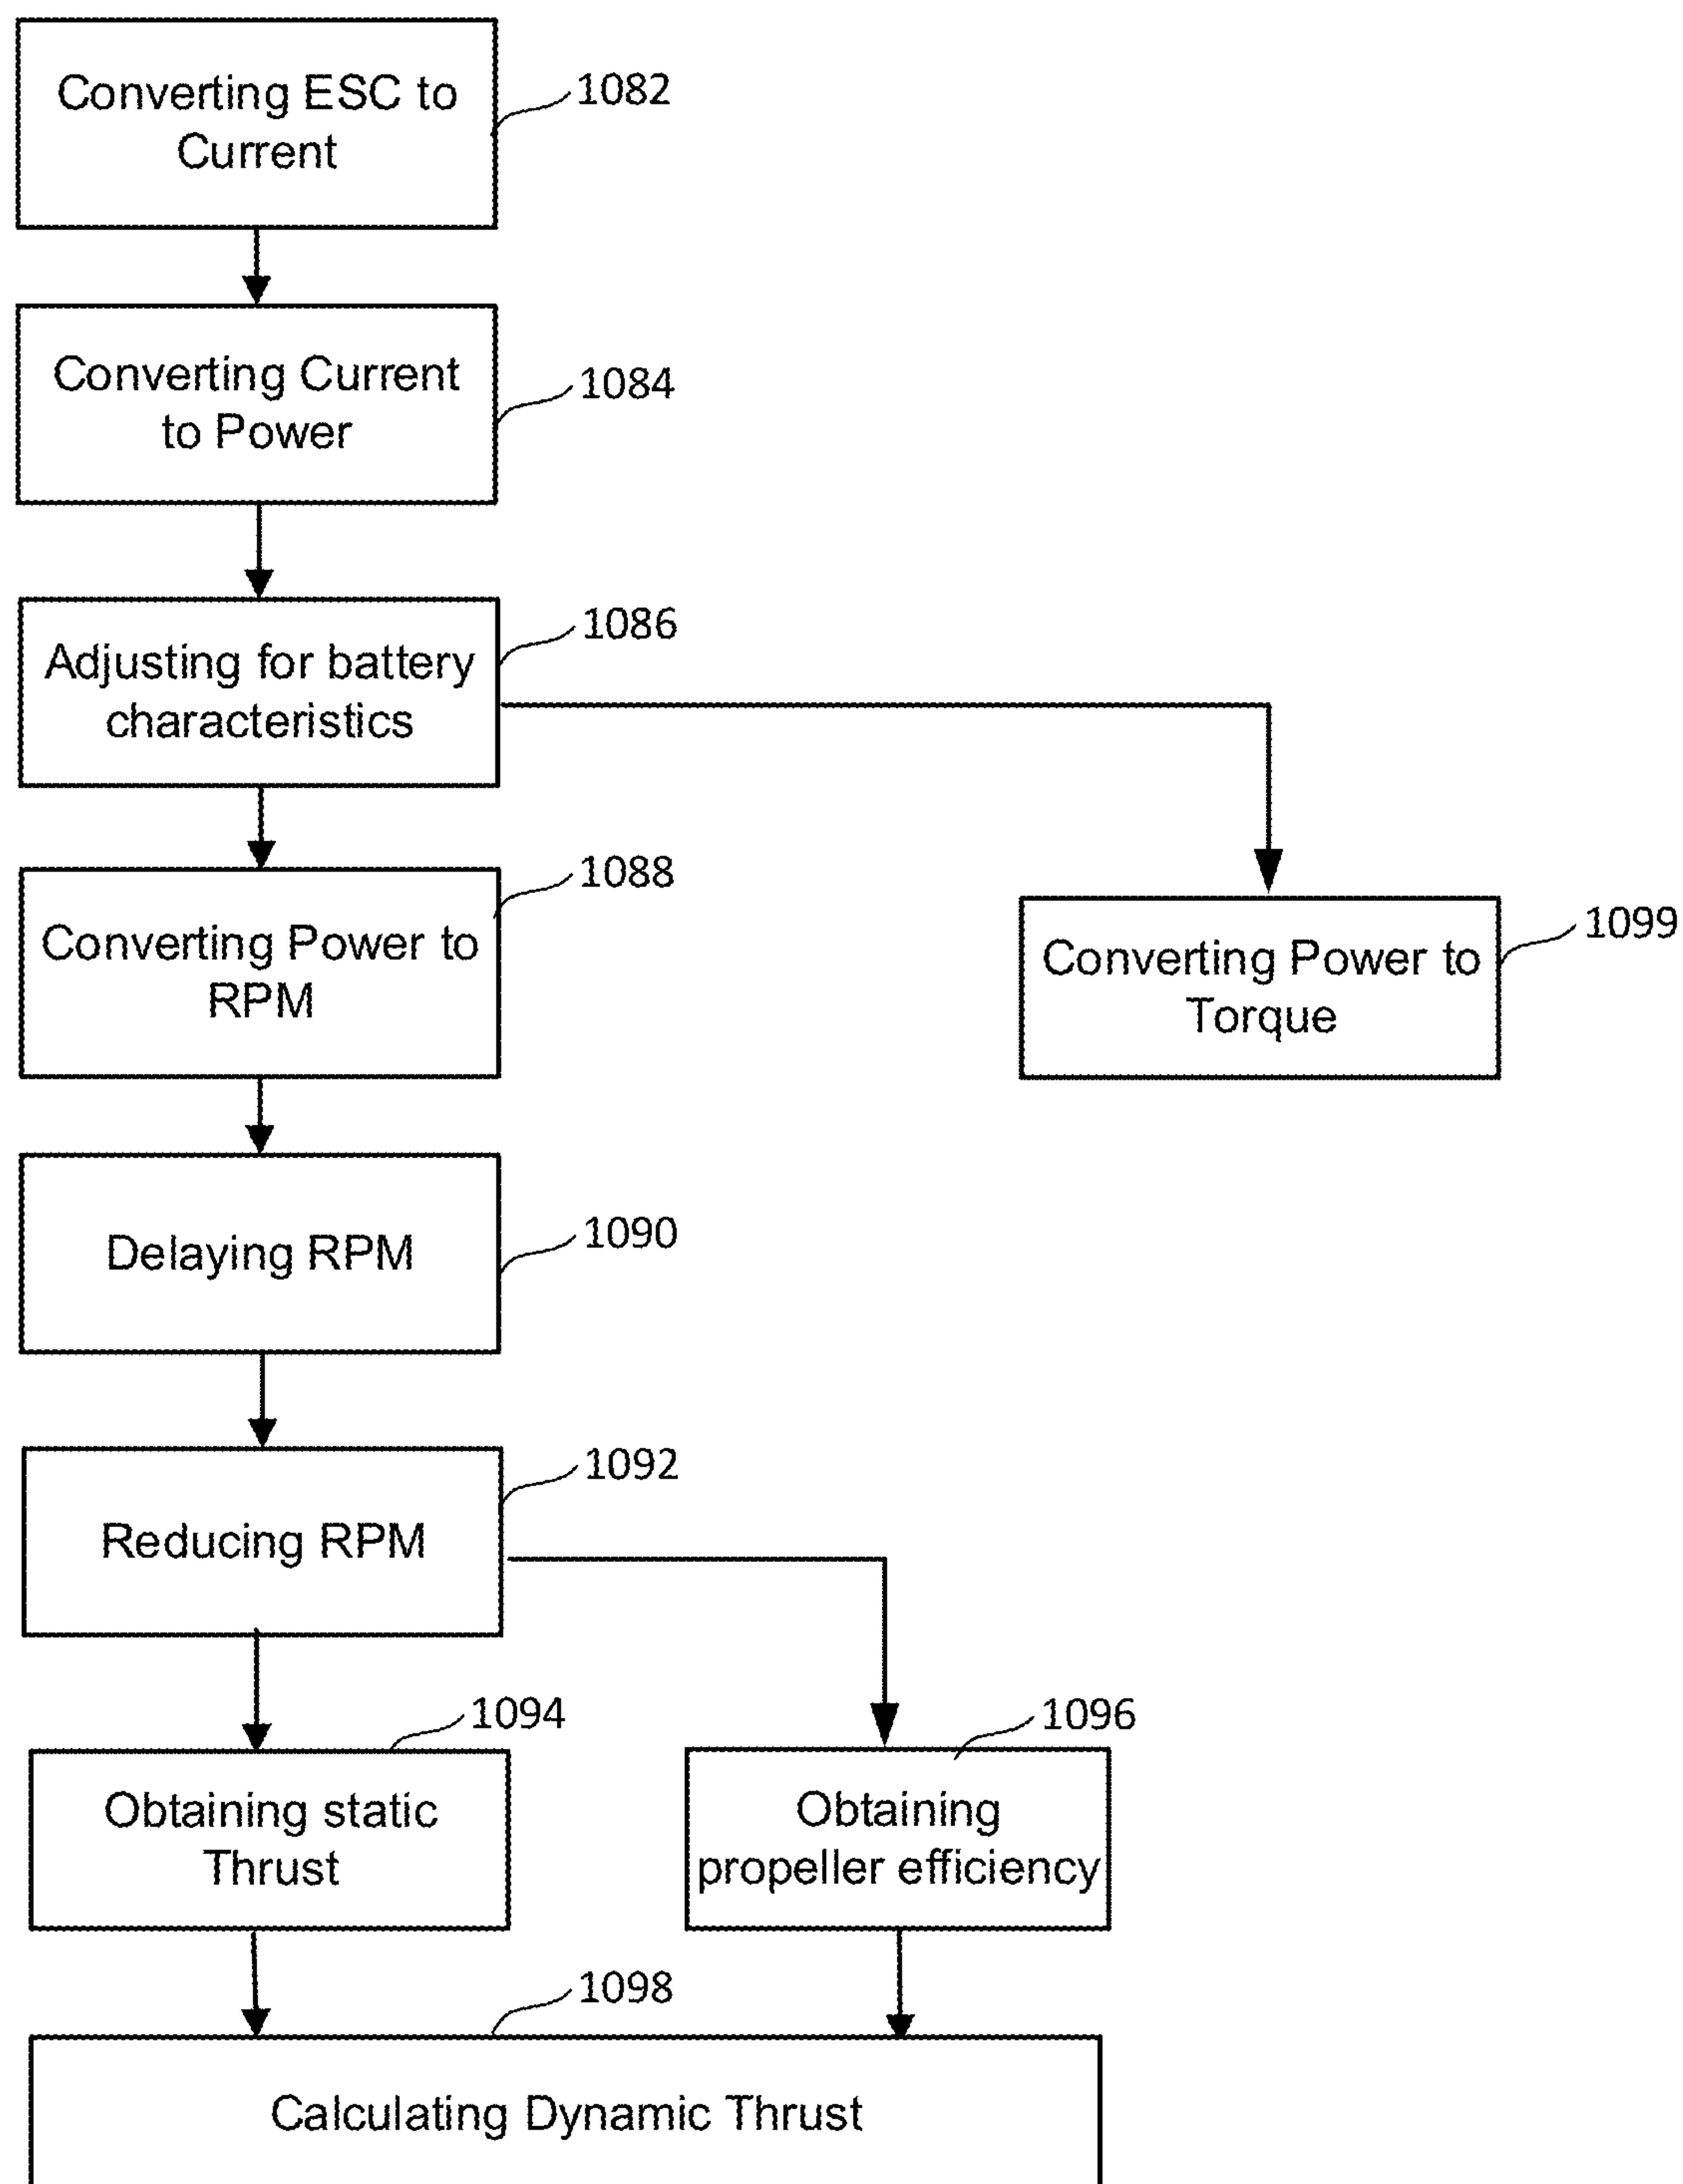 Converting ESC to
Current
1082
Converting Current
to Power
1084
Adjusting for battery
characteristics
1086
Converting Power to
RPM
1088
Converting Power to
Torque
1099
Delaying RPM
1090
Reducing RPM
1092
Obtaining static
Thrust
1094
Obtaining
propeller efficiency
1096
Calculating Dynamic Thrust
1098